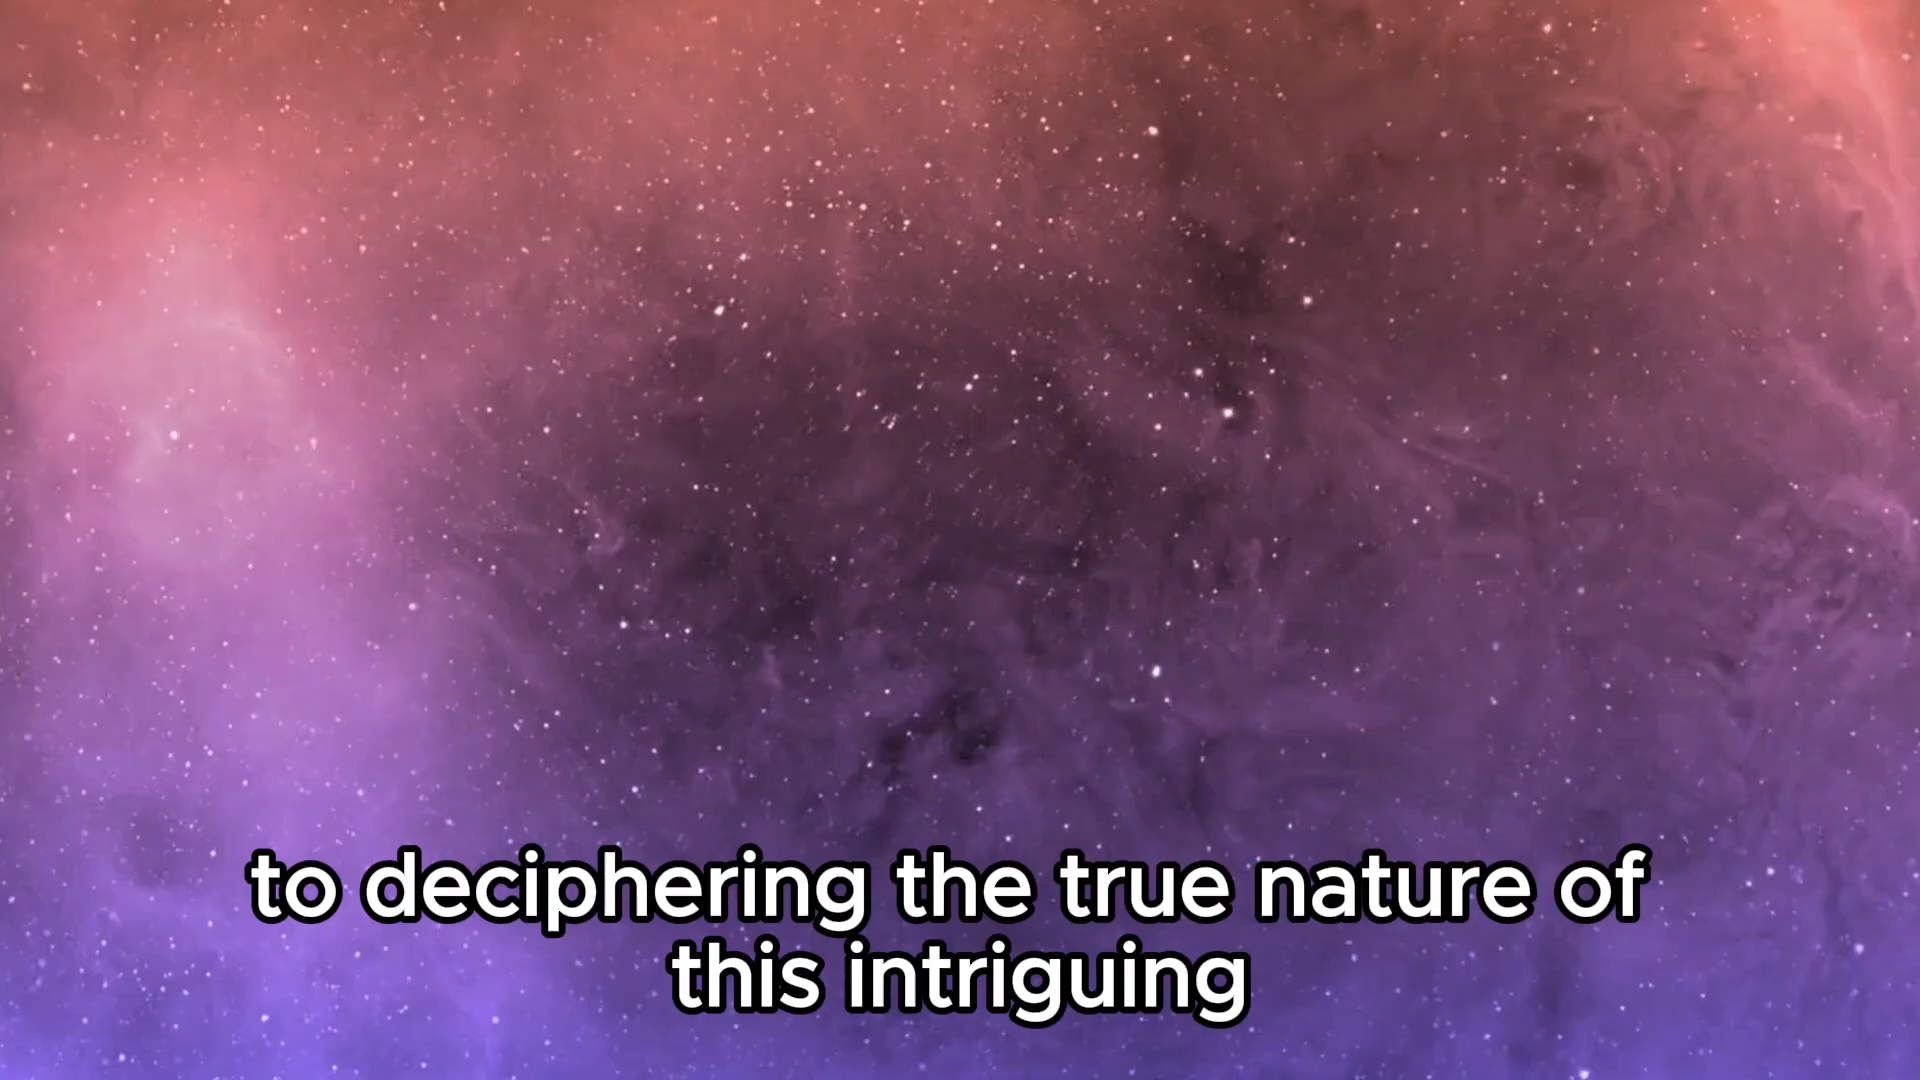 to deciphering the true nature of
this intriguing